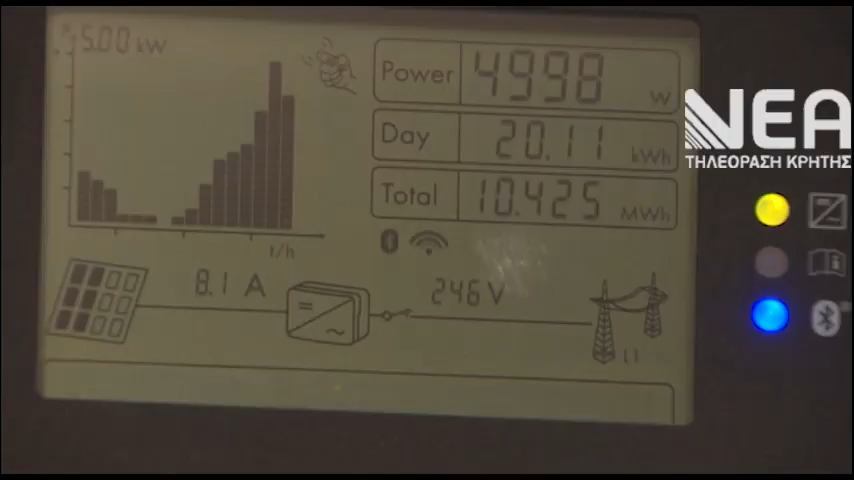 5.00 kW
Power 4998 W
Day 20.11 kWh
Total 10.425 MWh
t/h
8.1 A
246 V
L1
ΝΕΑ
ΤΗΛΕΟΡΑΣΗ ΚΡΗΤΗΣ